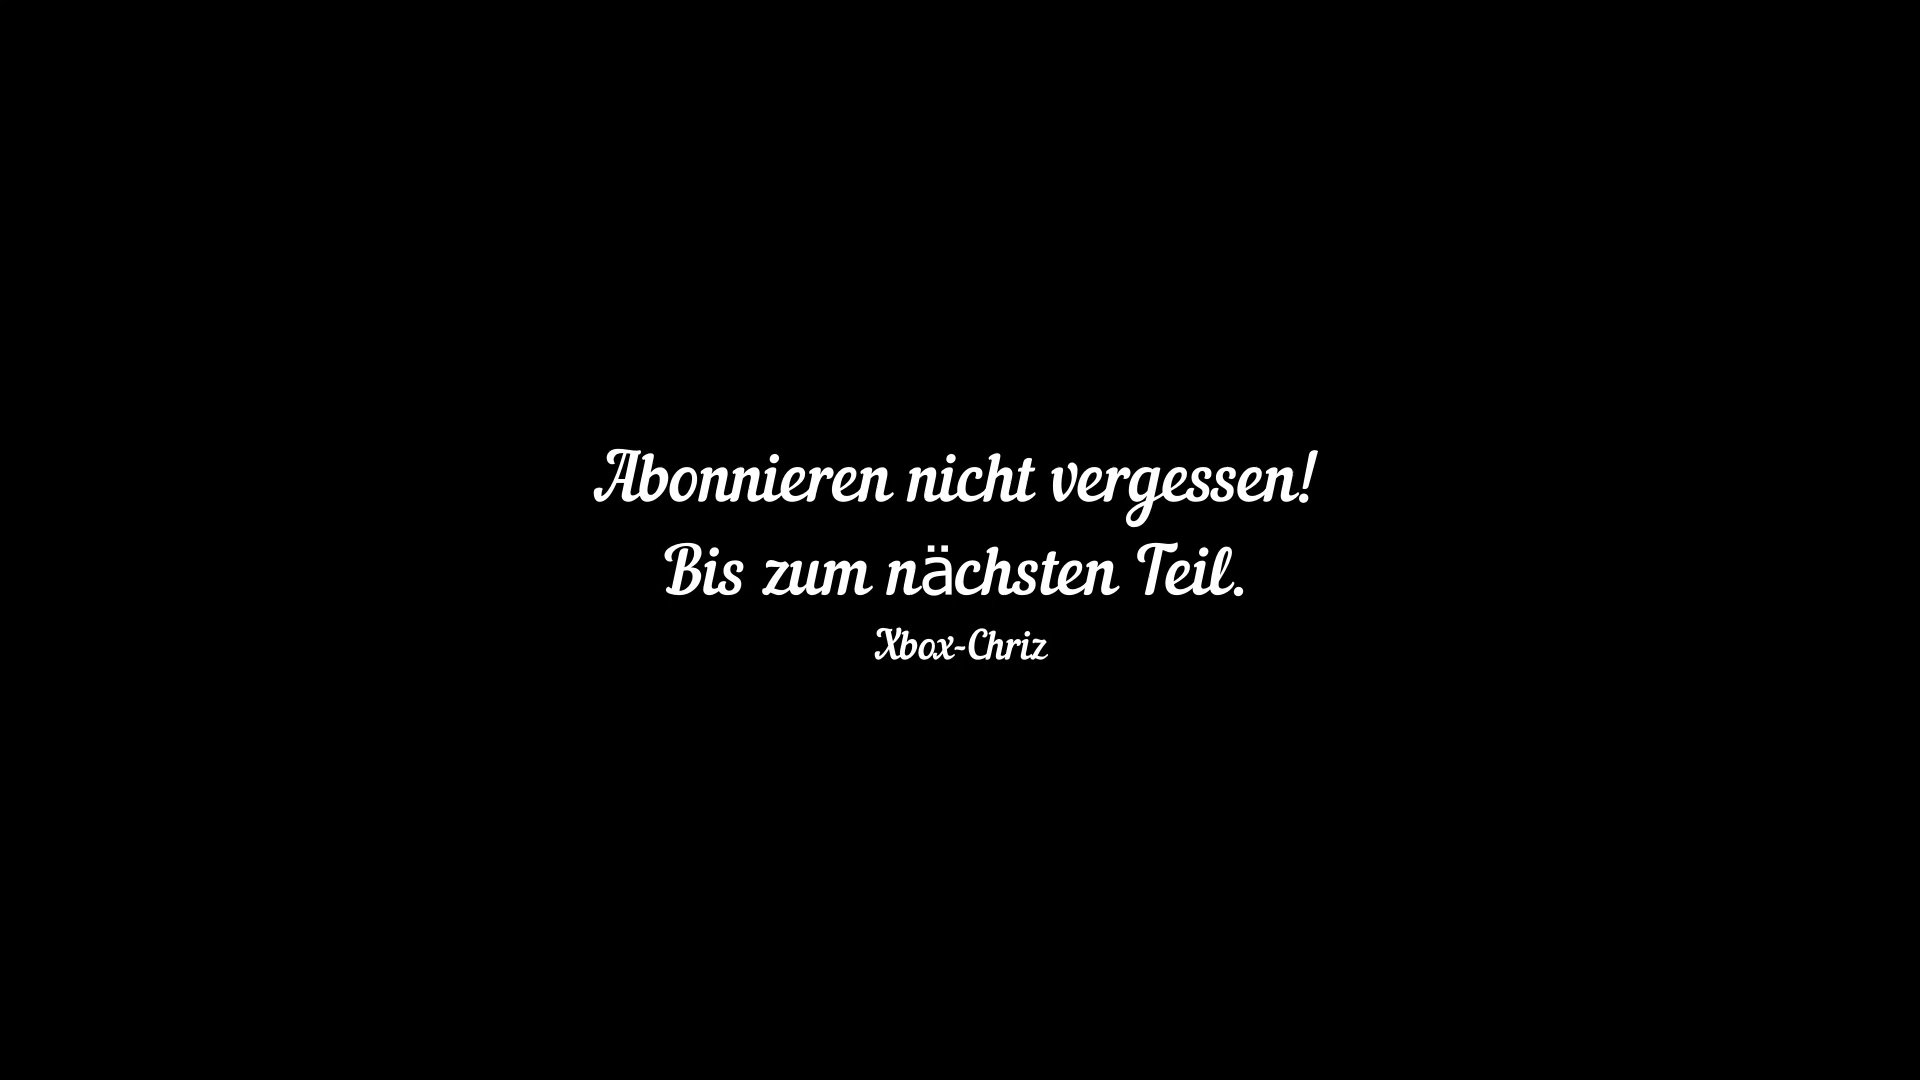 Abonnieren nicht vergessen!
Bis zum nächsten Teil.
Xbox-Chriz